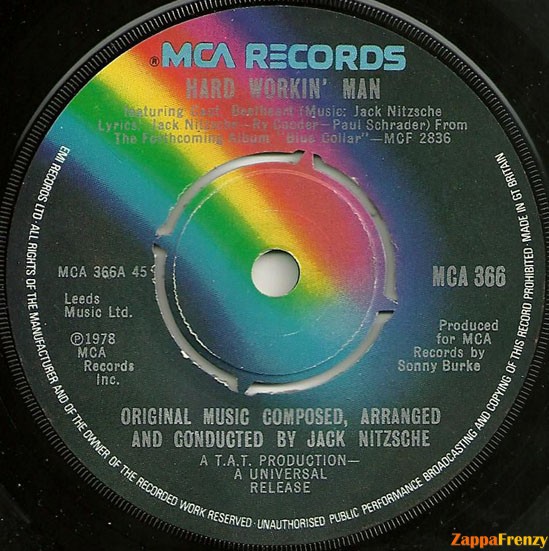 ®MCA RECORDS
HARD WORKIN' MAN
featuring Capt. Beefheart (Music: Jack Nitzsche
Lyrics: Jack Nitzsche—Ry Cooder—Paul Schrader) From
The Forthcoming Album "Blue Collar"—MCF 2836
MCA 366A 45
MCA 366
Leeds
Music Ltd.
Ⓟ1978
MCA
Records
Inc.
Produced
for MCA
Records by
Sonny Burke
ORIGINAL MUSIC COMPOSED, ARRANGED
AND CONDUCTED BY JACK NITZSCHE
A T.A.T. PRODUCTION—
A UNIVERSAL
RELEASE
EMI RECORDS LTD · ALL RIGHTS OF THE MANUFACTURER AND OF THE OWNER OF THE RECORDED WORK RESERVED · UNAUTHORISED PUBLIC PERFORMANCE BROADCASTING AND COPYING OF THIS RECORD PROHIBITED · MADE IN GT BRITAIN
ZappaFrenzy